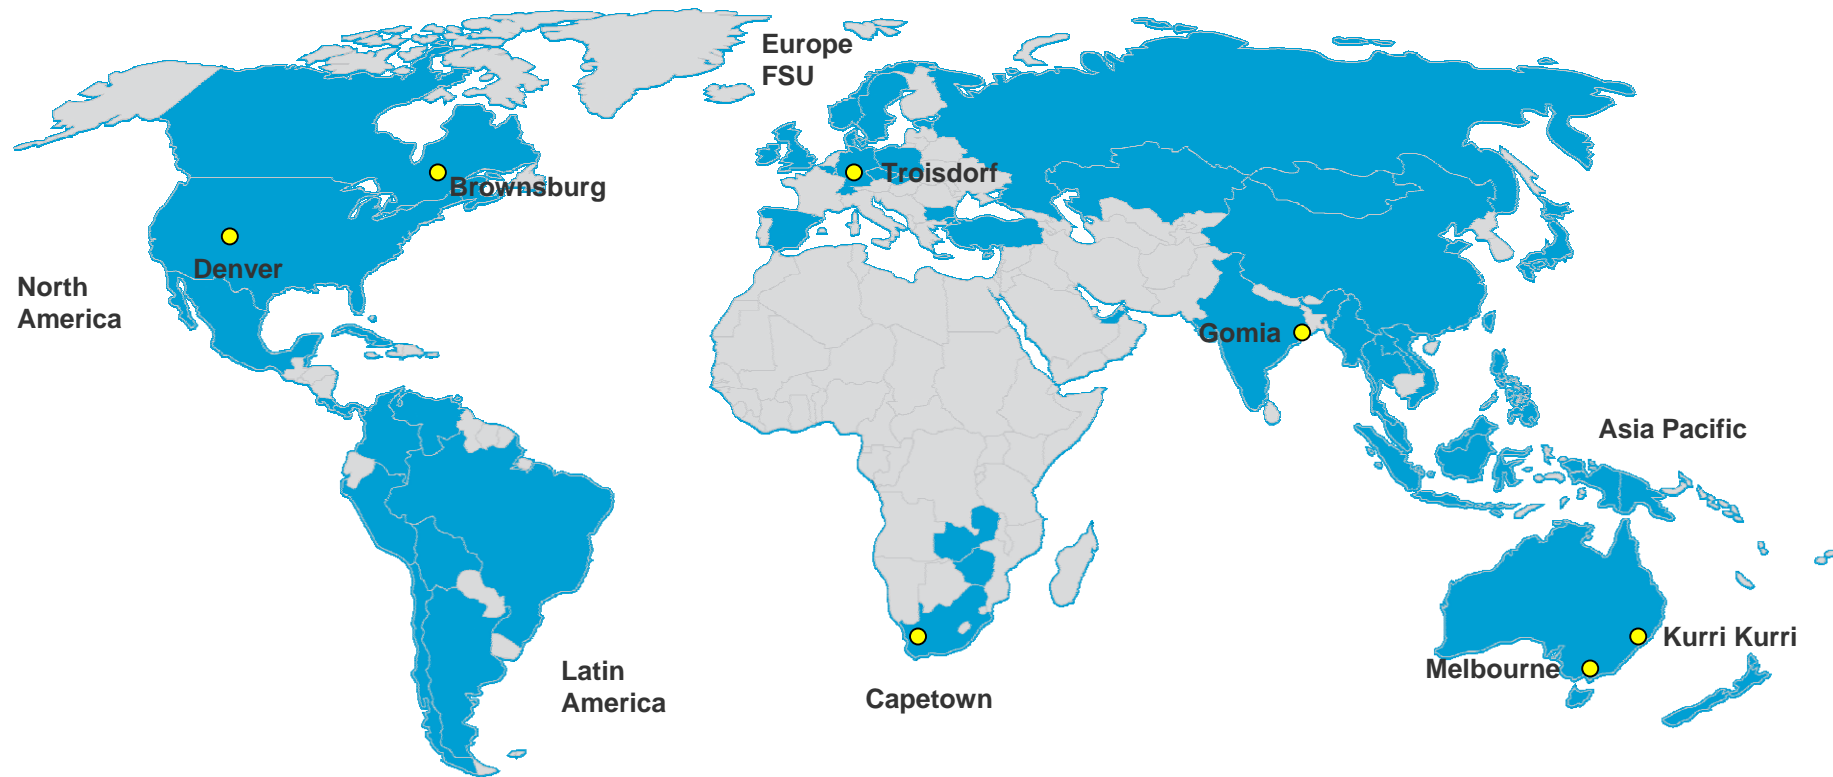 Europe
FSU
Troisdorf
Brownsburg
Denver
North
America
Gomia
Asia Pacific
Kurri Kurri
Melbourne
Latin
America
Capetown